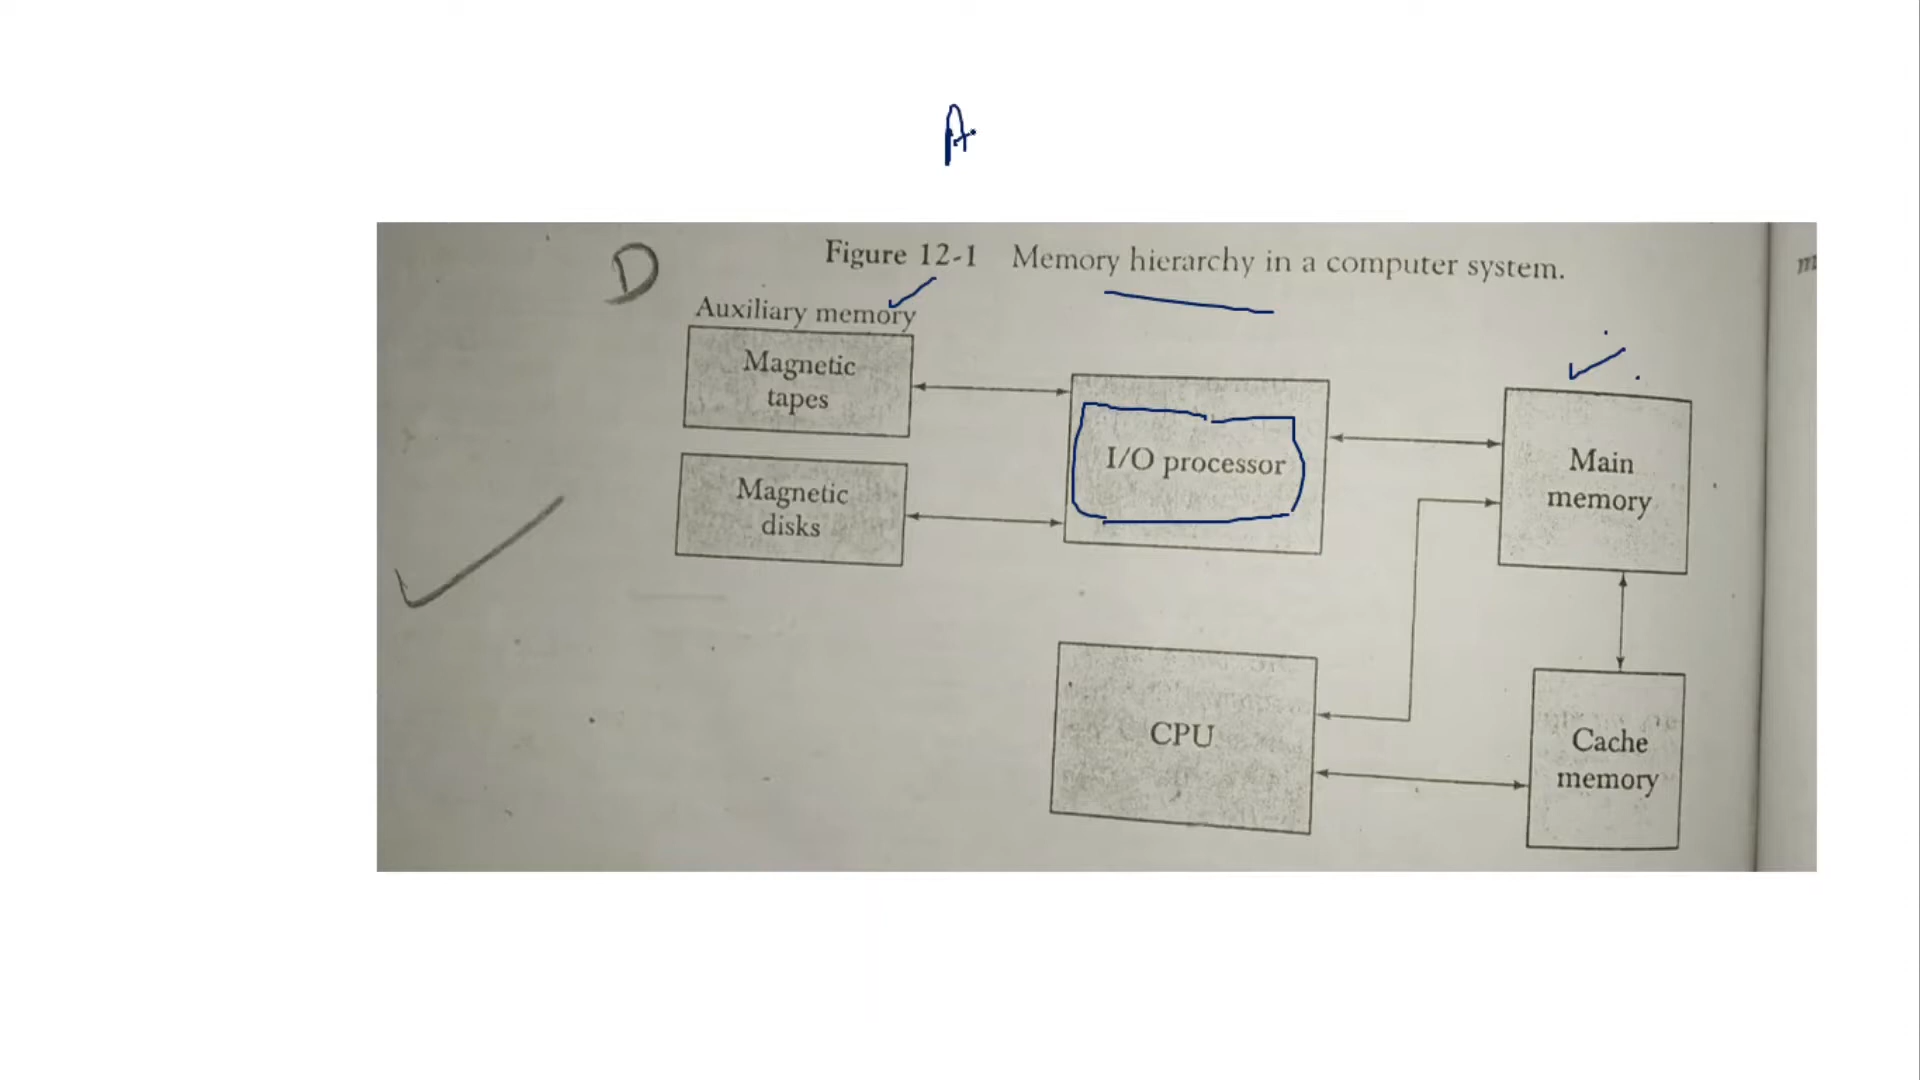 A
D
Figure 12-1 Memory hierarchy in a computer system.
Auxiliary memory
Magnetic
tapes
Magnetic
disks
I/O processor
Main
memory
CPU
Cache
memory